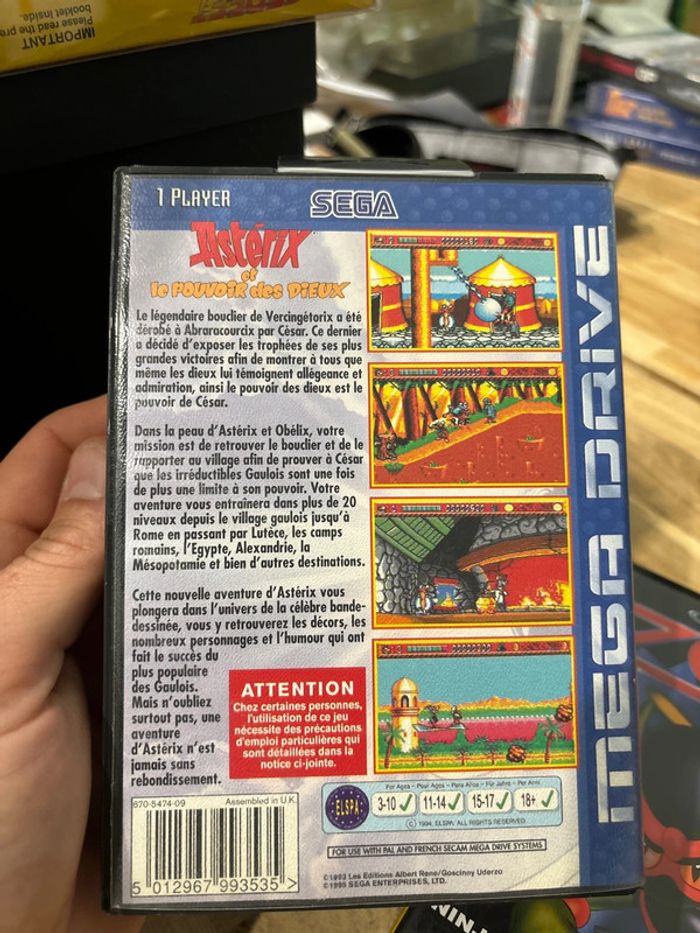 IMPORTANT
Please read the pre
booklet inside.
1 PLAYER
SEGA
Astérix
et
le POUVOIR des DIEUX
Le légendaire bouclier de Vercingétorix a été
dérobé à Abraracourcix par César. Ce dernier
a décidé d'exposer les trophées de ses plus
grandes victoires afin de montrer à tous que
même les dieux lui témoignent allégeance et
admiration, ainsi le pouvoir des dieux est le
pouvoir de César.
Dans la peau d'Astérix et Obélix, votre
mission est de retrouver le bouclier et de le
rapporter au village afin de prouver à César
que les irréductibles Gaulois sont une fois
de plus une limite à son pouvoir. Votre
aventure vous entraînera dans plus de 20
niveaux depuis le village gaulois jusqu'à
Rome en passant par Lutèce, les camps
romains, l'Egypte, Alexandrie, la
Mésopotamie et bien d'autres destinations.
Cette nouvelle aventure d'Astérix vous
plongera dans l'univers de la célèbre bande-
dessinée, vous y retrouverez les décors, les
nombreux personnages et l'humour qui ont
fait le succès du
plus populaire
des Gaulois.
Mais n'oubliez
surtout pas, une
aventure
d'Astérix n'est
jamais sans
rebondissement.
ATTENTION
Chez certaines personnes,
l'utilisation de ce jeu
nécessite des précautions
d'emploi particulières qui
sont détaillées dans la
notice ci-jointe.
MEGA DRIVE
670-5474-09 Assembled in U.K.
5 012967 993535 >
For Ages - Pour Ages - Para Años - Für Jahre - Per Anni
ELSPA 3-10 11-14 15-17 18+
© 1994 ELSPA. ALL RIGHTS RESERVED
FOR USE WITH PAL AND FRENCH SECAM MEGA DRIVE SYSTEMS
©1993 Les Editions Albert Rene/Goscinny Uderzo
©1995 SEGA ENTERPRISES, LTD.